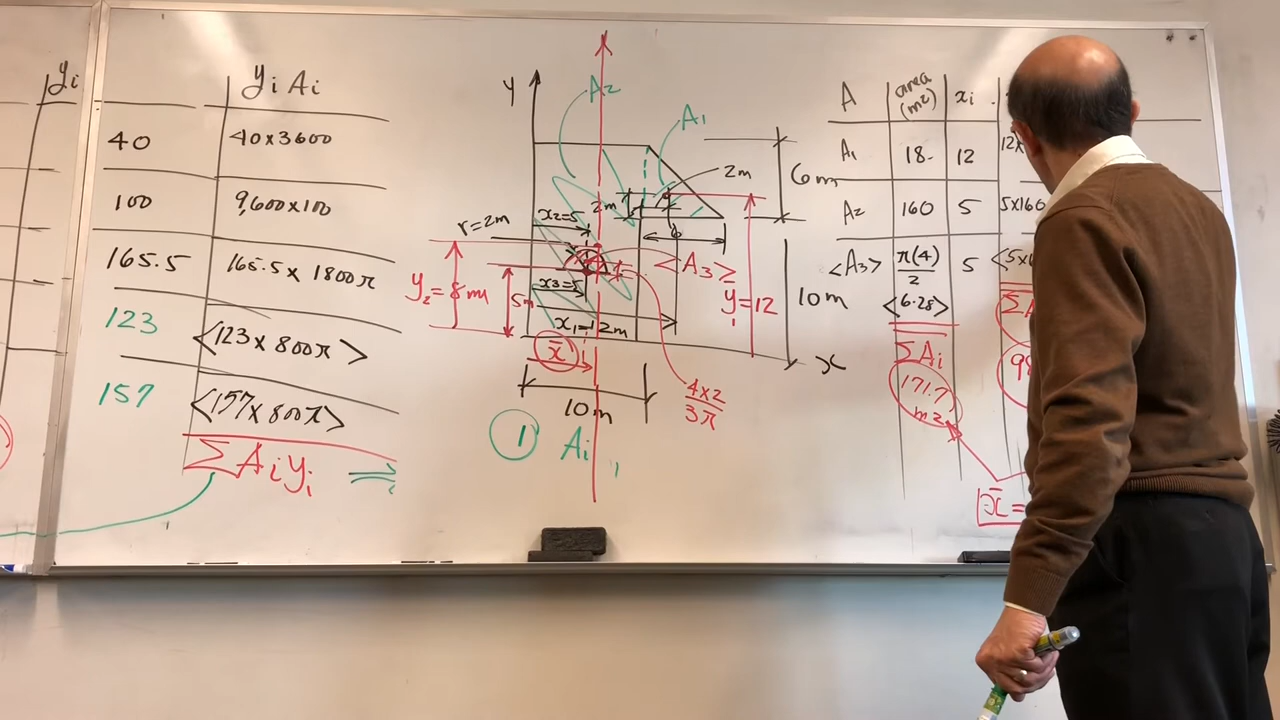 yi
yi Ai
40
40x3600
100
9,600x100
165.5
165.5 x 1800π
123
<123 x 800π>
157
<157 x 800π>
ΣAiyi
y
A2
A1
2m
6m
2m
x2=5
r=2m
6
<A3>
y2=8m
5m
x3=5
y1=12
10m
x1=12m
x̄
x
10m
4x2
3π
1
Ai
A
area
(m2)
xi
A1
18
12
12x
A2
160
5
5x160
<A3>
π(4)
2
5
<5x
<6.28>
ΣAi
171.7
m2
x̄ =